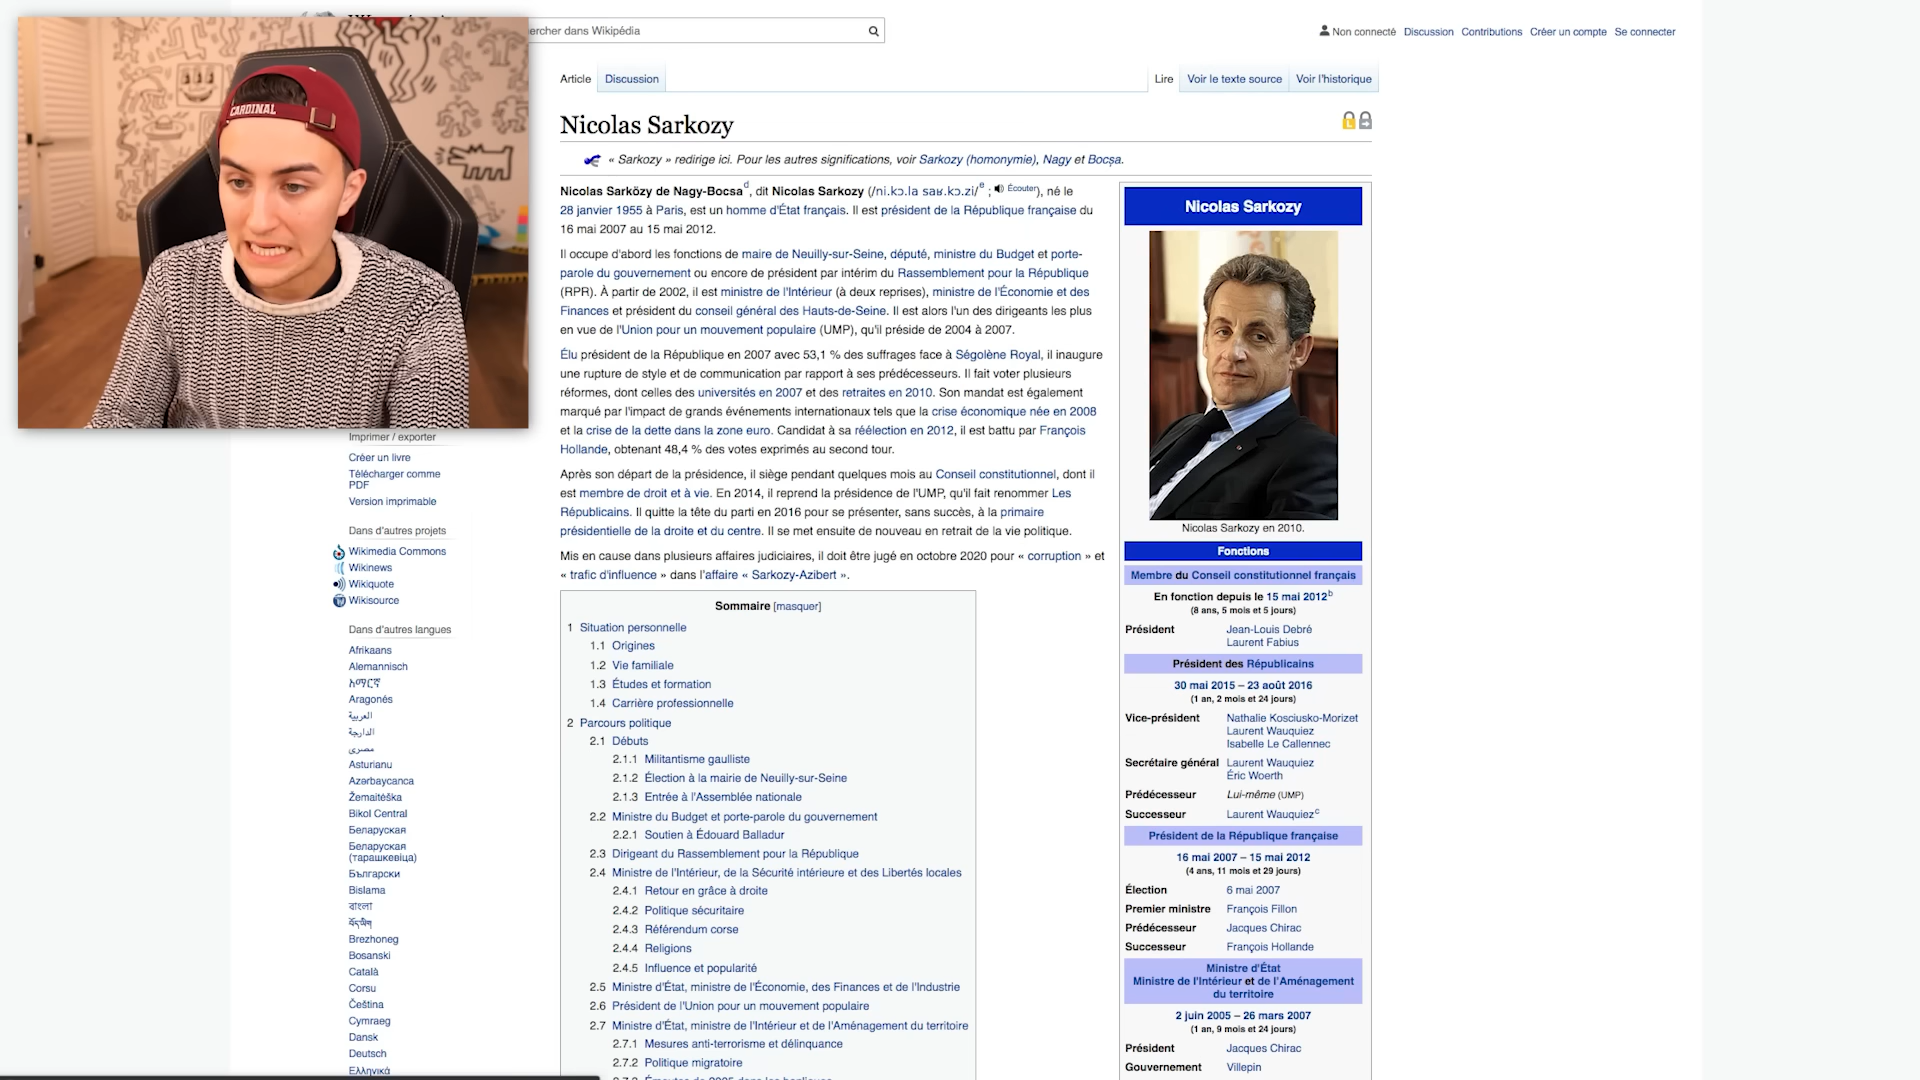 CARDINAL
ercher dans Wikipédia
Non connecté Discussion Contributions Créer un compte Se connecter
Article Discussion Lire Voir le texte source Voir l'historique
Nicolas Sarkozy
« Sarkozy » redirige ici. Pour les autres significations, voir Sarkozy (homonymie), Nagy et Bocșa.
Nicolas Sarközy de Nagy-Bocsa d, dit Nicolas Sarkozy (/ni.kɔ.la saʁ.kɔ.zi/ e ; Écouter), né le
28 janvier 1955 à Paris, est un homme d'État français. Il est président de la République française du
16 mai 2007 au 15 mai 2012.
Il occupe d'abord les fonctions de maire de Neuilly-sur-Seine, député, ministre du Budget et porte-
parole du gouvernement ou encore de président par intérim du Rassemblement pour la République
(RPR). À partir de 2002, il est ministre de l'Intérieur (à deux reprises), ministre de l'Économie et des
Finances et président du conseil général des Hauts-de-Seine. Il est alors l'un des dirigeants les plus
en vue de l'Union pour un mouvement populaire (UMP), qu'il préside de 2004 à 2007.
Élu président de la République en 2007 avec 53,1 % des suffrages face à Ségolène Royal, il inaugure
une rupture de style et de communication par rapport à ses prédécesseurs. Il fait voter plusieurs
réformes, dont celles des universités en 2007 et des retraites en 2010. Son mandat est également
marqué par l'impact de grands événements internationaux tels que la crise économique née en 2008
et la crise de la dette dans la zone euro. Candidat à sa réélection en 2012, il est battu par François
Hollande, obtenant 48,4 % des votes exprimés au second tour.
Après son départ de la présidence, il siège pendant quelques mois au Conseil constitutionnel, dont il
est membre de droit et à vie. En 2014, il reprend la présidence de l'UMP, qu'il fait renommer Les
Républicains. Il quitte la tête du parti en 2016 pour se présenter, sans succès, à la primaire
présidentielle de la droite et du centre. Il se met ensuite de nouveau en retrait de la vie politique.
Mis en cause dans plusieurs affaires judiciaires, il doit être jugé en octobre 2020 pour « corruption » et
« trafic d'influence » dans l'affaire « Sarkozy-Azibert ».
Sommaire [masquer]
1 Situation personnelle
1.1 Origines
1.2 Vie familiale
1.3 Études et formation
1.4 Carrière professionnelle
2 Parcours politique
2.1 Débuts
2.1.1 Militantisme gaulliste
2.1.2 Élection à la mairie de Neuilly-sur-Seine
2.1.3 Entrée à l'Assemblée nationale
2.2 Ministre du Budget et porte-parole du gouvernement
2.2.1 Soutien à Édouard Balladur
2.3 Dirigeant du Rassemblement pour la République
2.4 Ministre de l'Intérieur, de la Sécurité intérieure et des Libertés locales
2.4.1 Retour en grâce à droite
2.4.2 Politique sécuritaire
2.4.3 Référendum corse
2.4.4 Religions
2.4.5 Influence et popularité
2.5 Ministre d'État, ministre de l'Économie, des Finances et de l'Industrie
2.6 Président de l'Union pour un mouvement populaire
2.7 Ministre d'État, ministre de l'Intérieur et de l'Aménagement du territoire
2.7.1 Mesures anti-terrorisme et délinquance
2.7.2 Politique migratoire
Imprimer / exporter
Créer un livre
Télécharger comme
PDF
Version imprimable
Dans d'autres projets
Wikimedia Commons
Wikinews
Wikiquote
Wikisource
Dans d'autres langues
Afrikaans
Alemannisch
አማርኛ
Aragonés
العربية
الدارجة
مصرى
Asturianu
Azərbaycanca
Žemaitėška
Bikol Central
Беларуская
Беларуская
(тарашкевіца)
Български
Bislama
বাংলা
བོད་ཡིག
Brezhoneg
Bosanski
Català
Corsu
Čeština
Cymraeg
Dansk
Deutsch
Ελληνικά
Nicolas Sarkozy
Nicolas Sarkozy en 2010.
Fonctions
Membre du Conseil constitutionnel français
En fonction depuis le 15 mai 2012 b
(8 ans, 5 mois et 5 jours)
Président Jean-Louis Debré
Laurent Fabius
Président des Républicains
30 mai 2015 – 23 août 2016
(1 an, 2 mois et 24 jours)
Vice-président Nathalie Kosciusko-Morizet
Laurent Wauquiez
Isabelle Le Callennec
Secrétaire général Laurent Wauquiez
Éric Woerth
Prédécesseur Lui-même (UMP)
Successeur Laurent Wauquiez c
Président de la République française
16 mai 2007 – 15 mai 2012
(4 ans, 11 mois et 29 jours)
Élection 6 mai 2007
Premier ministre François Fillon
Prédécesseur Jacques Chirac
Successeur François Hollande
Ministre d'État
Ministre de l'Intérieur et de l'Aménagement
du territoire
2 juin 2005 – 26 mars 2007
(1 an, 9 mois et 24 jours)
Président Jacques Chirac
Gouvernement Villepin